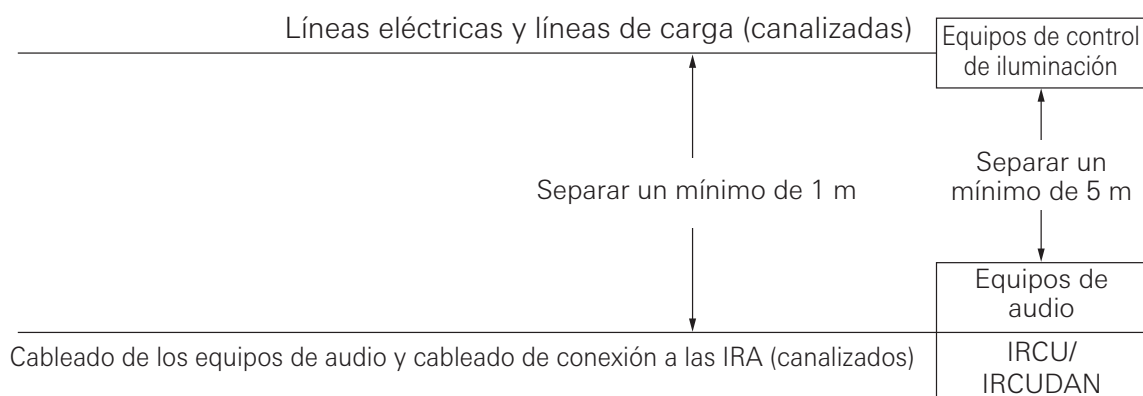 Líneas eléctricas y líneas de carga (canalizadas)
Equipos de control
de iluminación
Separar un mínimo de 1 m
Separar un
mínimo de 5 m
Equipos de
audio
Cableado de los equipos de audio y cableado de conexión a las IRA (canalizados)
IRCU/
IRCUDAN